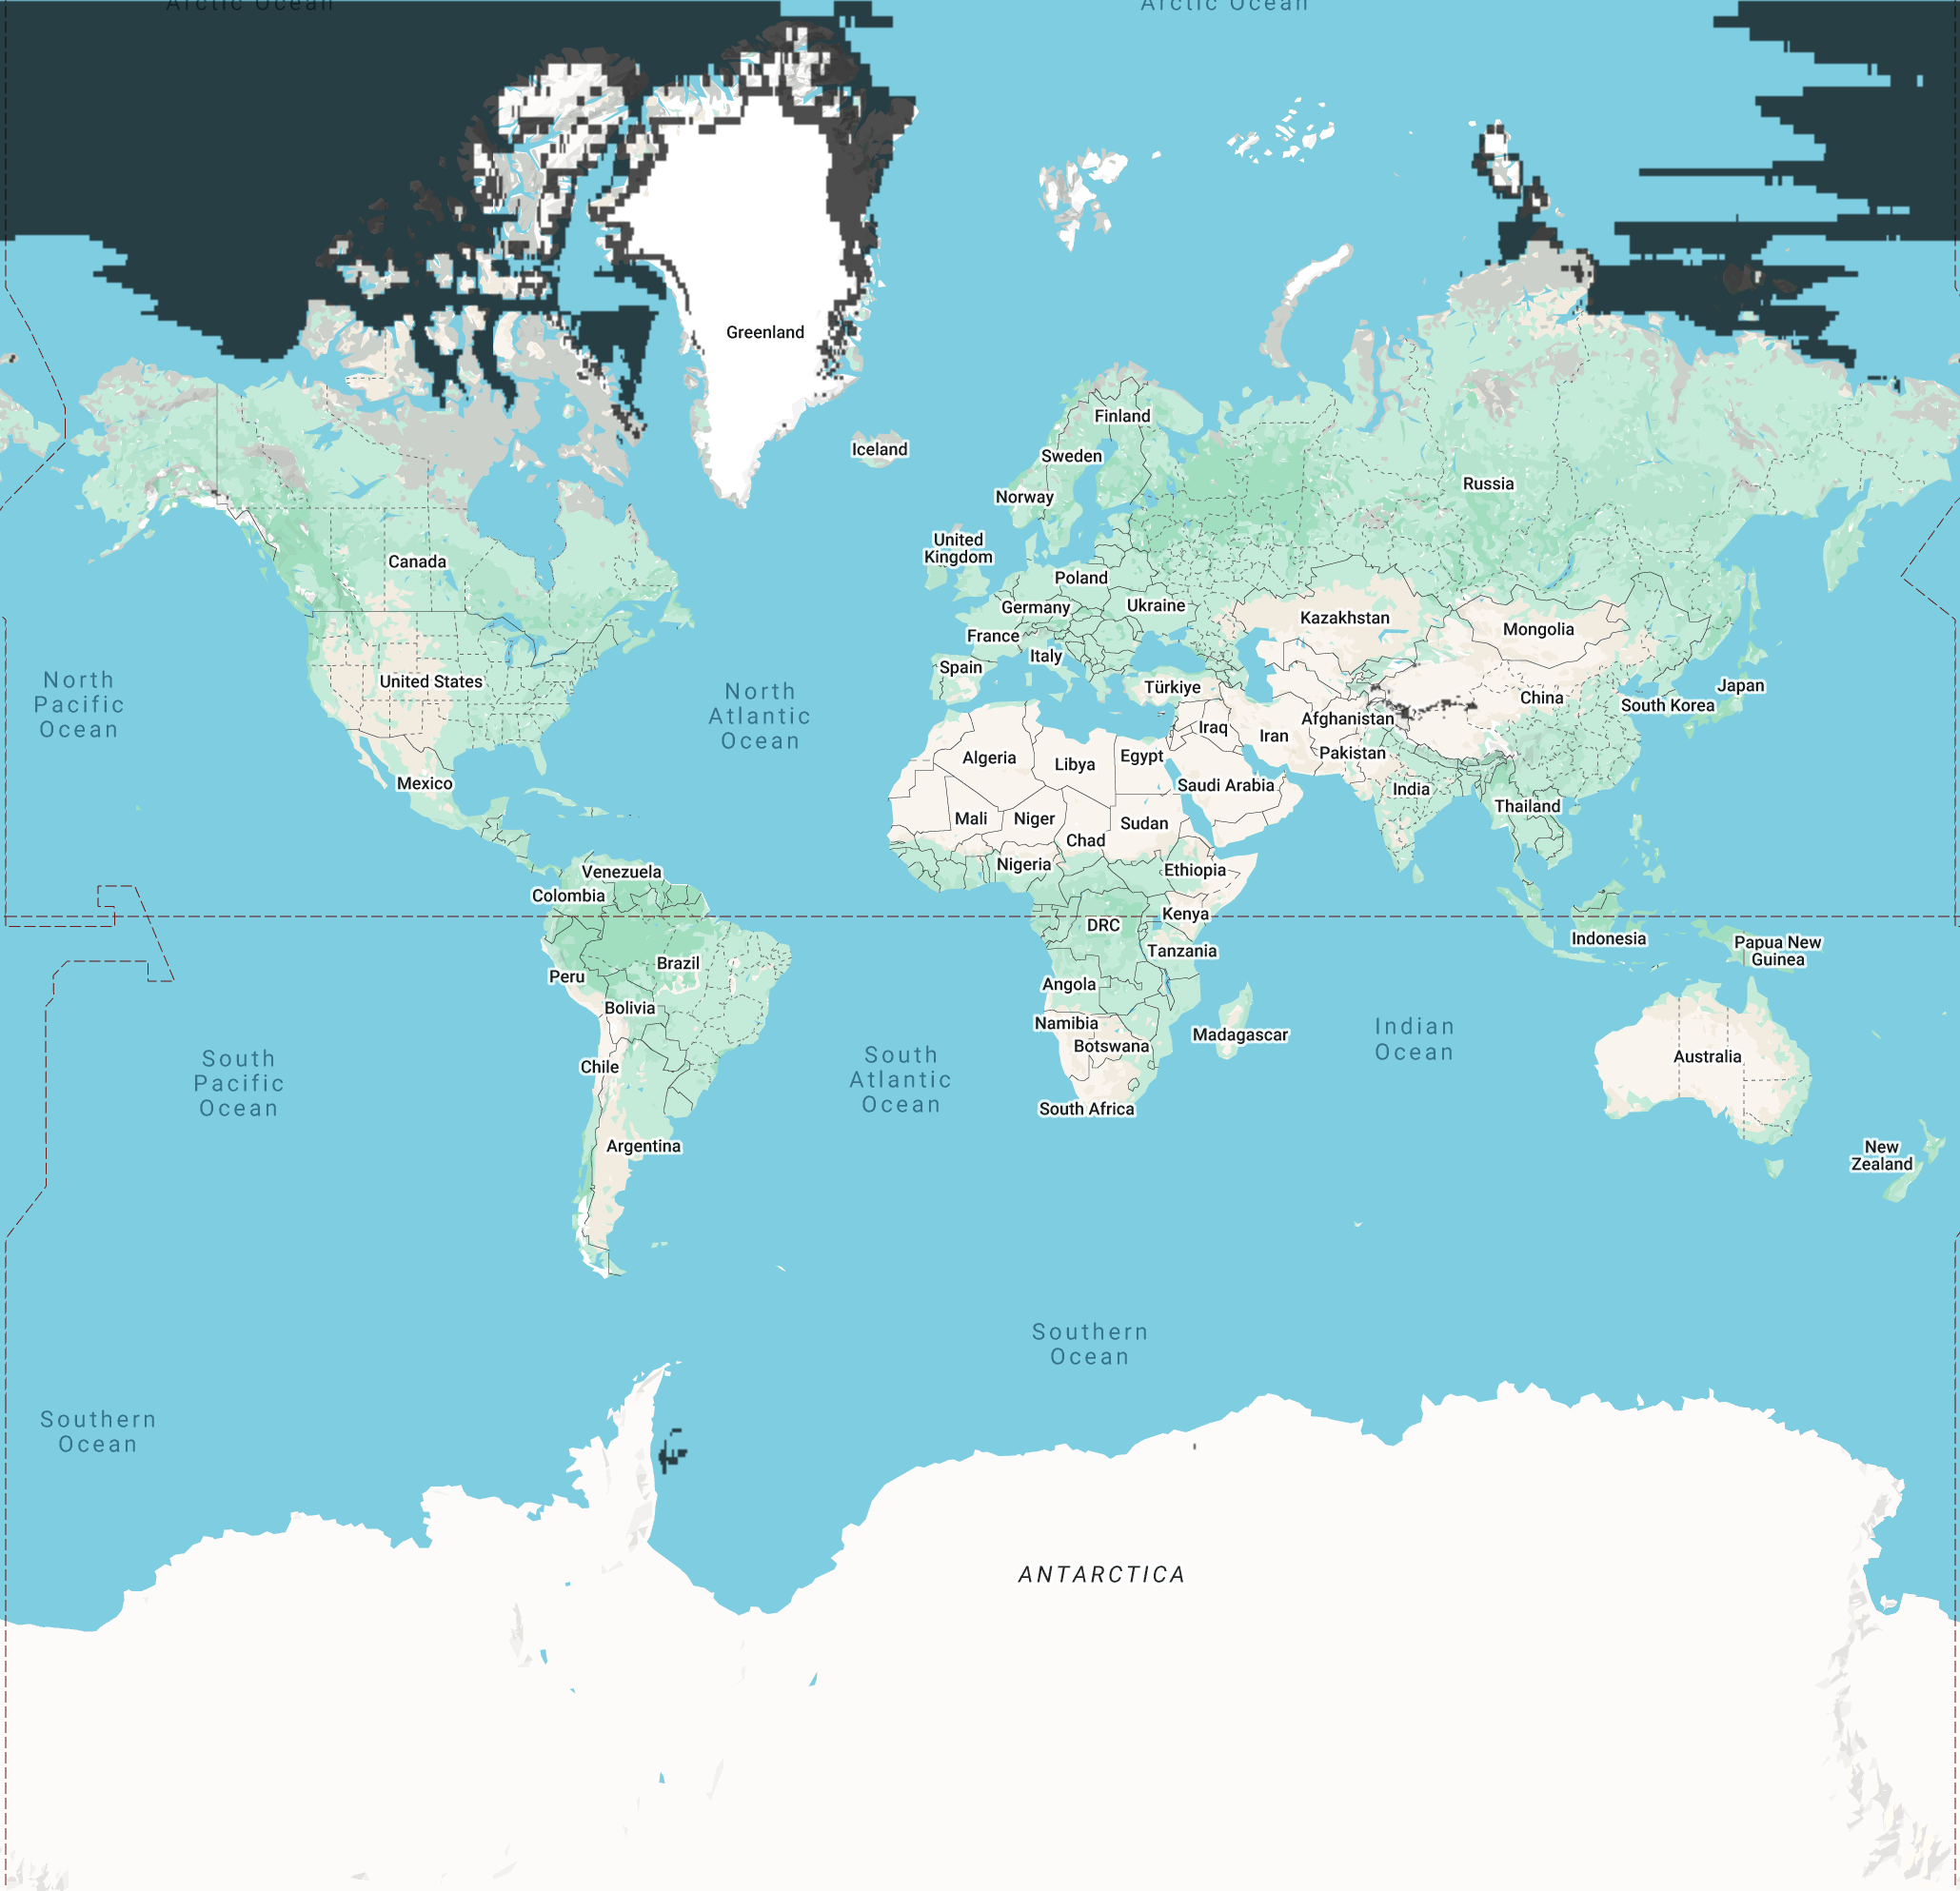 Arctic Ocean
Arctic Ocean
Greenland
Finland
Iceland
Sweden
Norway
Russia
United
Kingdom
Canada
Poland
Germany
Ukraine
Kazakhstan
Mongolia
France
Italy
Spain
United States
Türkiye
China
Japan
South Korea
North
Pacific
Ocean
North
Atlantic
Ocean
Afghanistan
Iraq
Iran
Pakistan
Algeria
Libya
Egypt
Saudi Arabia
India
Mexico
Thailand
Mali
Niger
Sudan
Chad
Nigeria
Ethiopia
Venezuela
Colombia
Kenya
DRC
Indonesia
Papua New
Guinea
Tanzania
Brazil
Peru
Angola
Bolivia
Namibia
Madagascar
Botswana
Indian
Ocean
Australia
Chile
South
Pacific
Ocean
South
Atlantic
Ocean
South Africa
Argentina
New
Zealand
Southern
Ocean
Southern
Ocean
ANTARCTICA